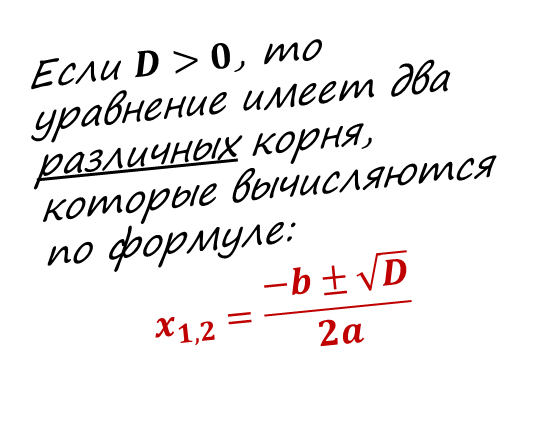 Если D > 0, то
уравнение имеет два
различных корня,
которые вычисляются
по формуле:
x₁,₂ = (−b ± √D) / 2a